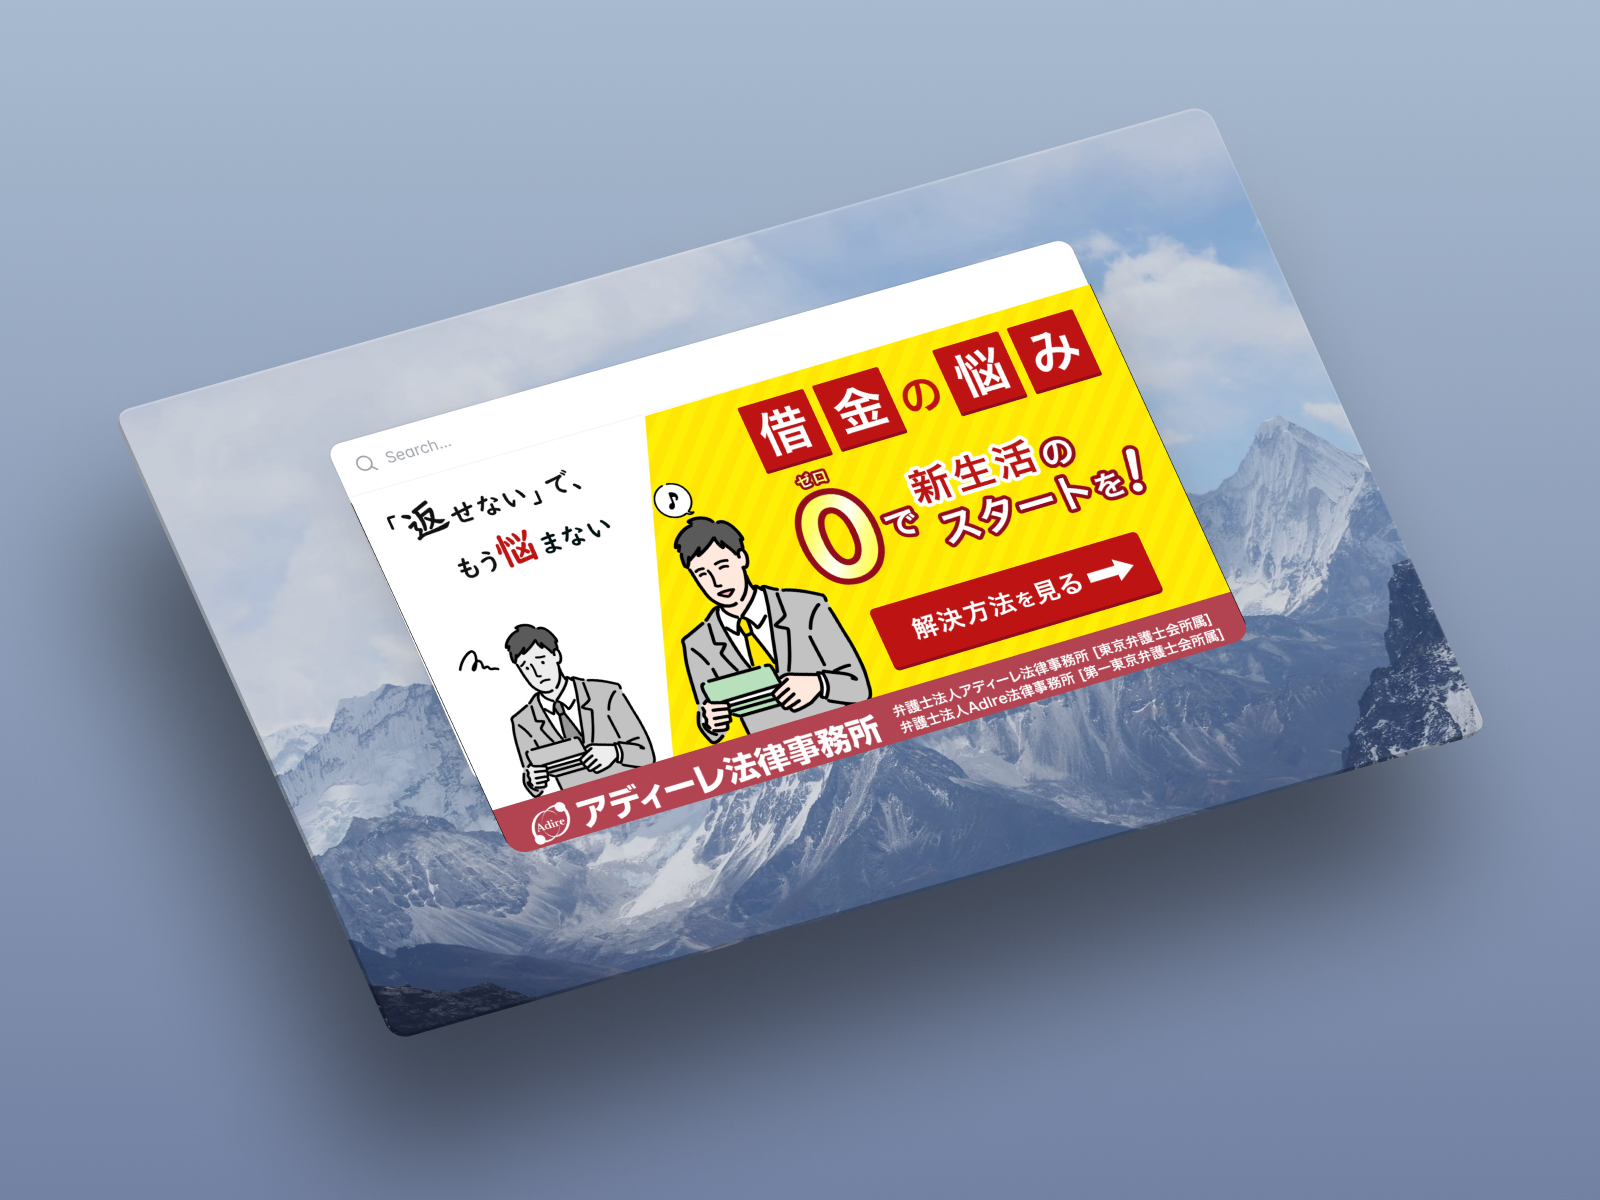 Search...
「返せない」で、
もう悩まない
借金の悩み
ゼロ
0で新生活の
スタートを!
解決方法を見る
Adire アディーレ法律事務所
弁護士法人アディーレ法律事務所 [東京弁護士会所属]
弁護士法人AdIre法律事務所 [第一東京弁護士会所属]